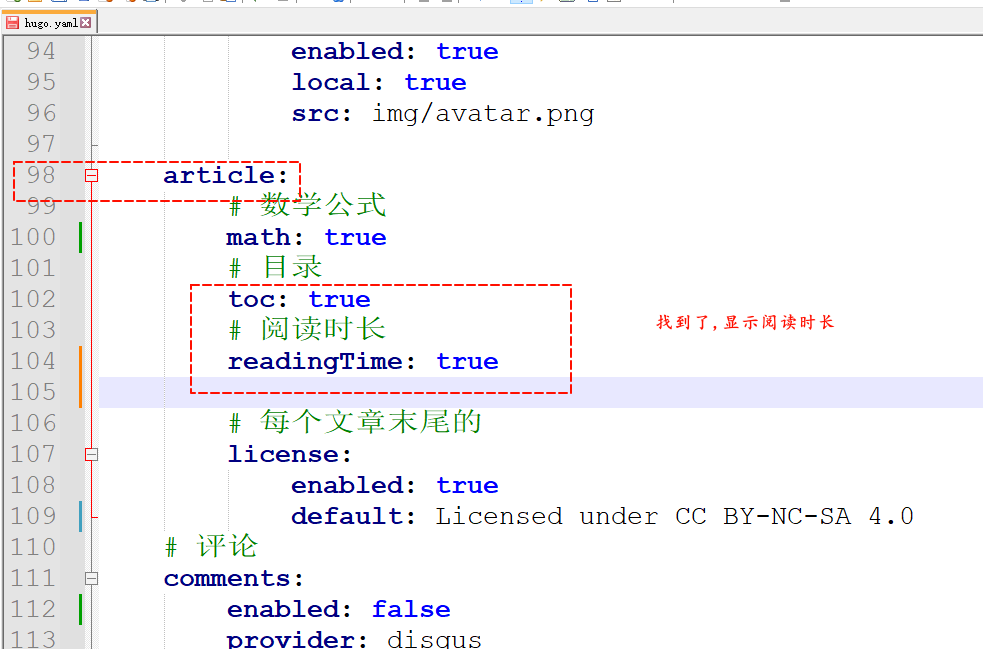 hugo.yaml
94 enabled: true
95 local: true
96 src: img/avatar.png
97
98 article:
99 # 数学公式
100 math: true
101 # 目录
102 toc: true
103 # 阅读时长
找到了,显示阅读时长
104 readingTime: true
105
106 # 每个文章末尾的
107 license:
108 enabled: true
109 default: Licensed under CC BY-NC-SA 4.0
110 # 评论
111 comments:
112 enabled: false
113 provider: disqus